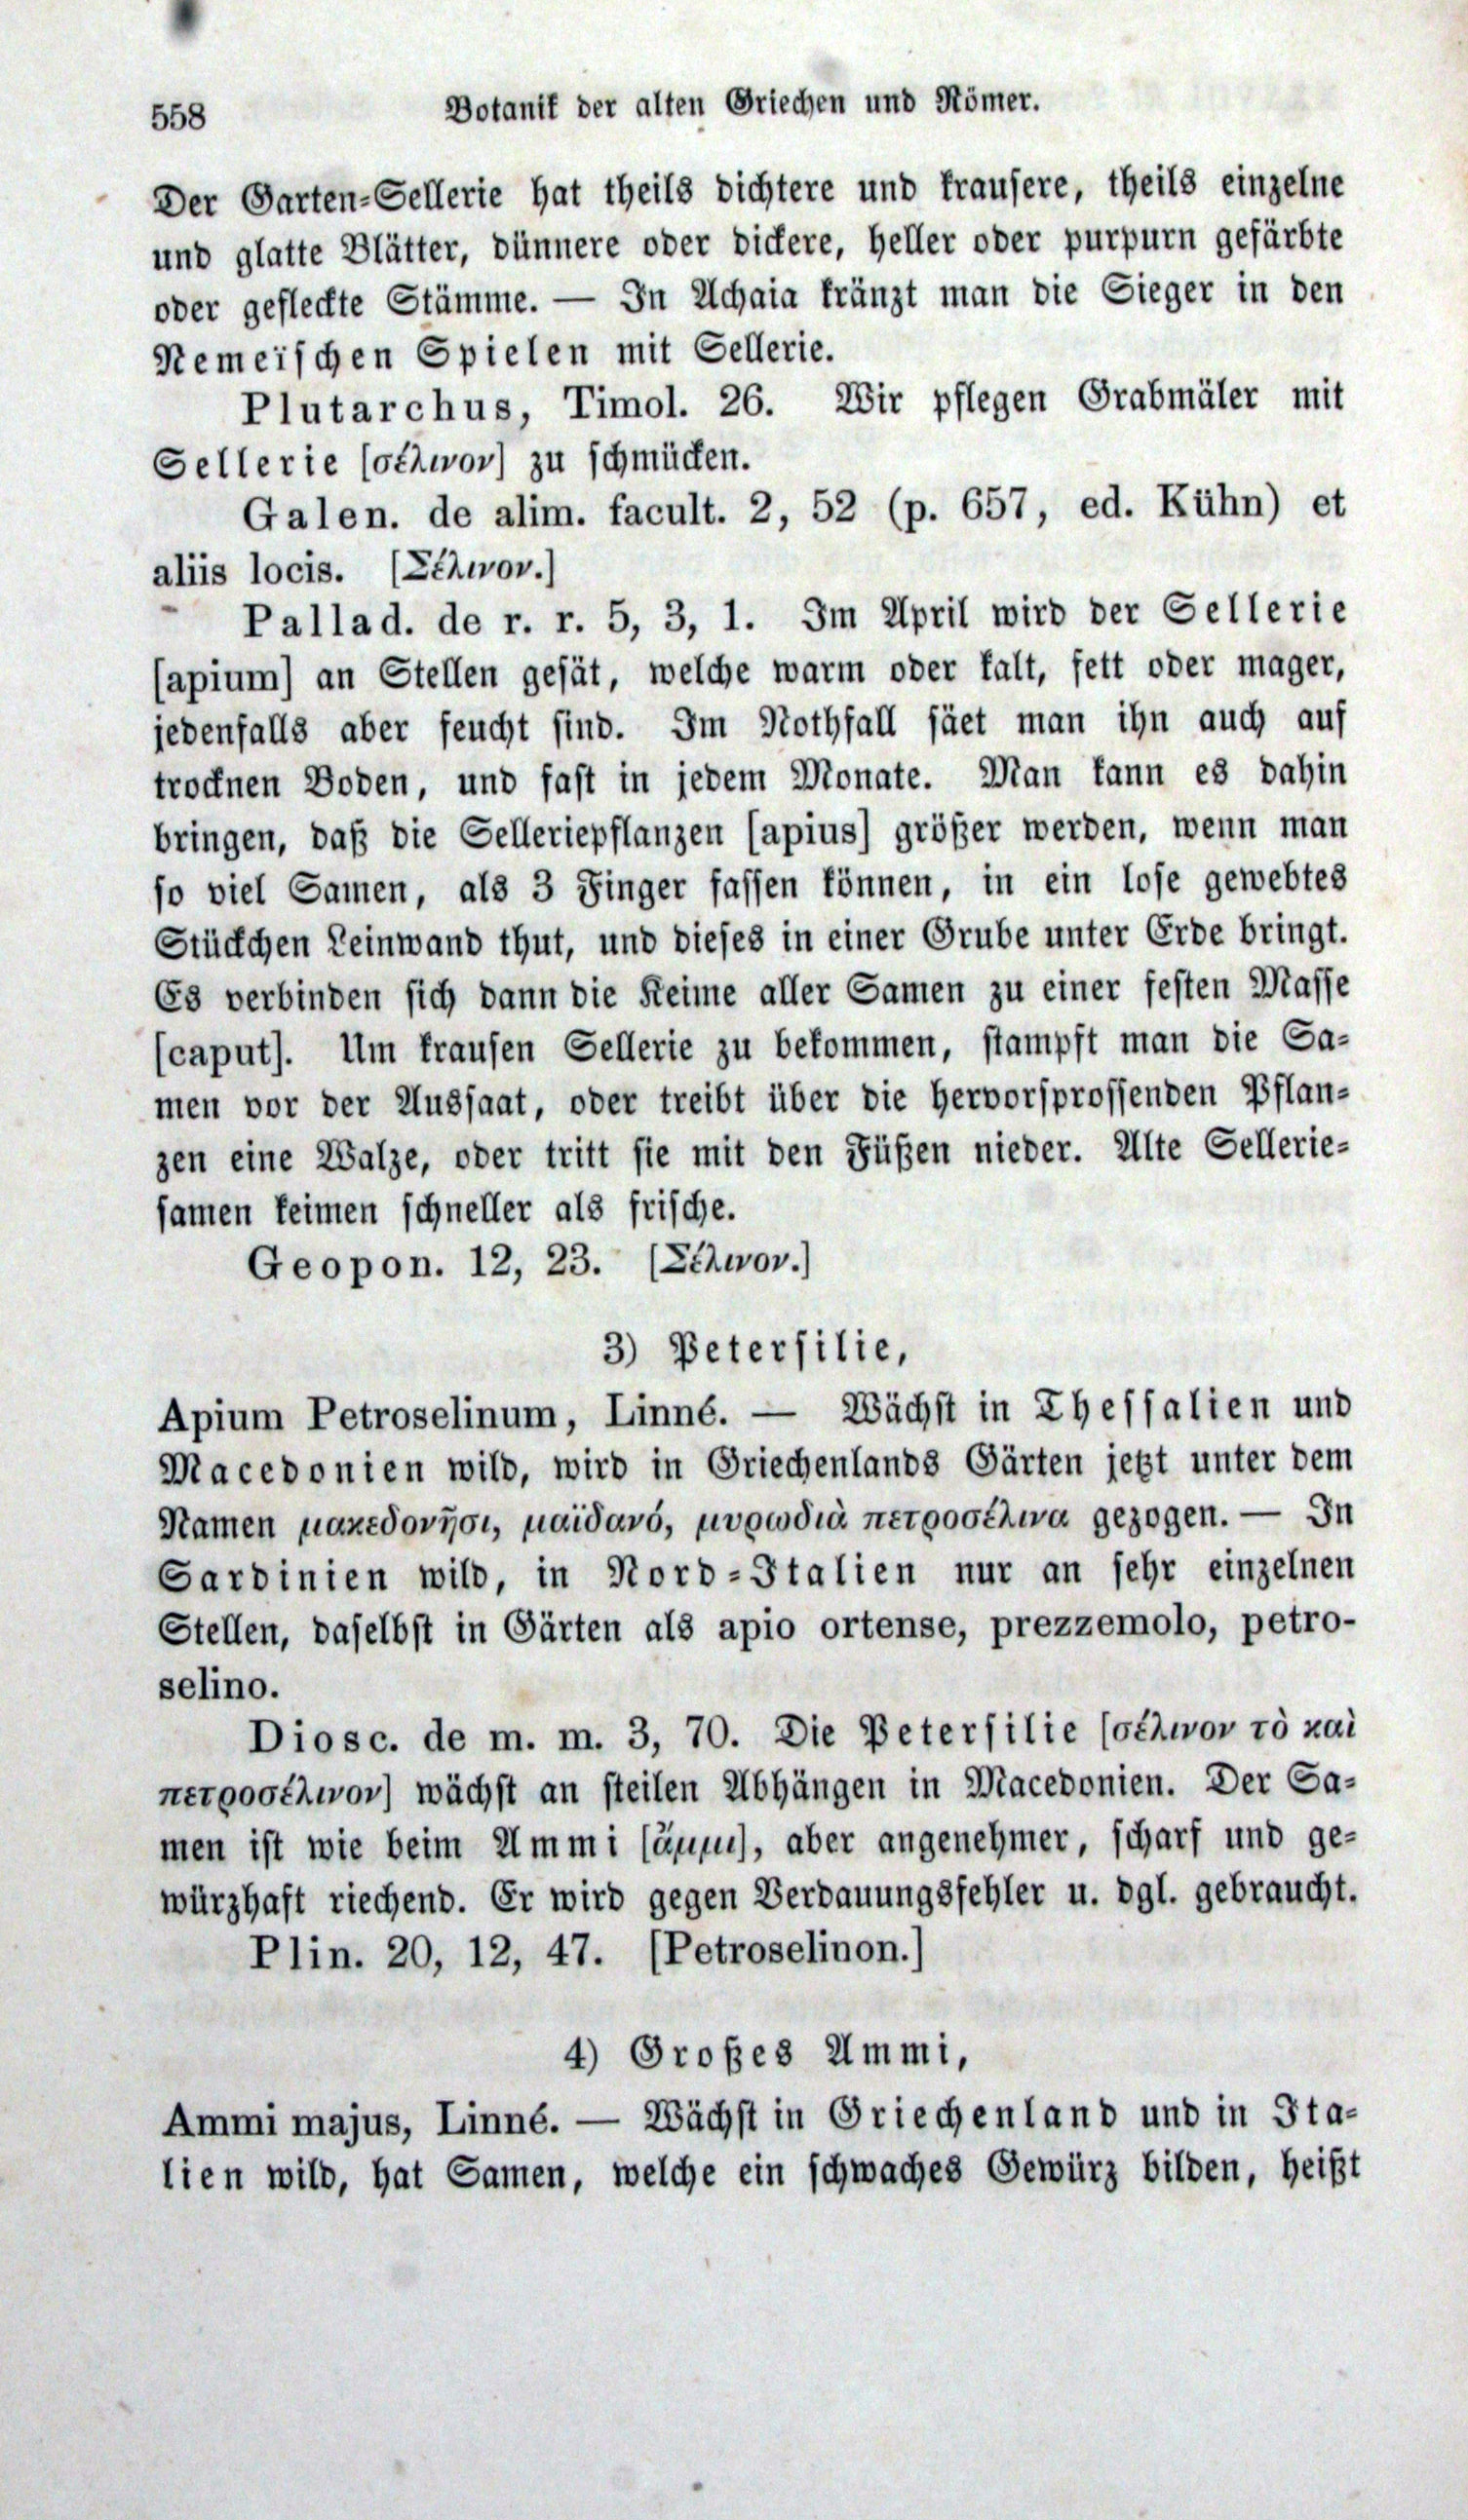 558 Botanik der alten Griechen und Römer.
Der Garten-Sellerie hat theils dichtere und krausere, theils einzelne
und glatte Blätter, dünnere oder dickere, heller oder purpurn gefärbte
oder gefleckte Stämme. — In Achaia kränzt man die Sieger in den
Nemeïschen Spielen mit Sellerie.
Plutarchus, Timol. 26. Wir pflegen Grabmäler mit
Sellerie [σέλινον] zu schmücken.
Galen. de alim. facult. 2, 52 (p. 657, ed. Kühn) et
aliis locis. [Σέλινον.]
Pallad. de r. r. 5, 3, 1. Im April wird der Sellerie
[apium] an Stellen gesät, welche warm oder kalt, fett oder mager,
jedenfalls aber feucht sind. Im Nothfall säet man ihn auch auf
trocknen Boden, und fast in jedem Monate. Man kann es dahin
bringen, daß die Selleriepflanzen [apius] größer werden, wenn man
so viel Samen, als 3 Finger fassen können, in ein lose gewebtes
Stückchen Leinwand thut, und dieses in einer Grube unter Erde bringt.
Es verbinden sich dann die Keime aller Samen zu einer festen Masse
[caput]. Um krausen Sellerie zu bekommen, stampft man die Sa-
men vor der Aussaat, oder treibt über die hervorsprossenden Pflan-
zen eine Walze, oder tritt sie mit den Füßen nieder. Alte Sellerie-
samen keimen schneller als frische.
Geopon. 12, 23. [Σέλινον.]
3) Petersilie,
Apium Petroselinum, Linné. — Wächst in Thessalien und
Macedonien wild, wird in Griechenlands Gärten jetzt unter dem
Namen μακεδονῆσι, μαϊδανό, μυρωδιὰ πετροσέλινα gezogen. — In
Sardinien wild, in Nord-Italien nur an sehr einzelnen
Stellen, daselbst in Gärten als apio ortense, prezzemolo, petro-
selino.
Diosc. de m. m. 3, 70. Die Petersilie [σέλινον τὸ καὶ
πετροσέλινον] wächst an steilen Abhängen in Macedonien. Der Sa-
men ist wie beim Ammi [ἄμμι], aber angenehmer, scharf und ge-
würzhaft riechend. Er wird gegen Verdauungsfehler u. dgl. gebraucht.
Plin. 20, 12, 47. [Petroselinon.]
4) Großes Ammi,
Ammi majus, Linné. — Wächst in Griechenland und in Ita-
lien wild, hat Samen, welche ein schwaches Gewürz bilden, heißt